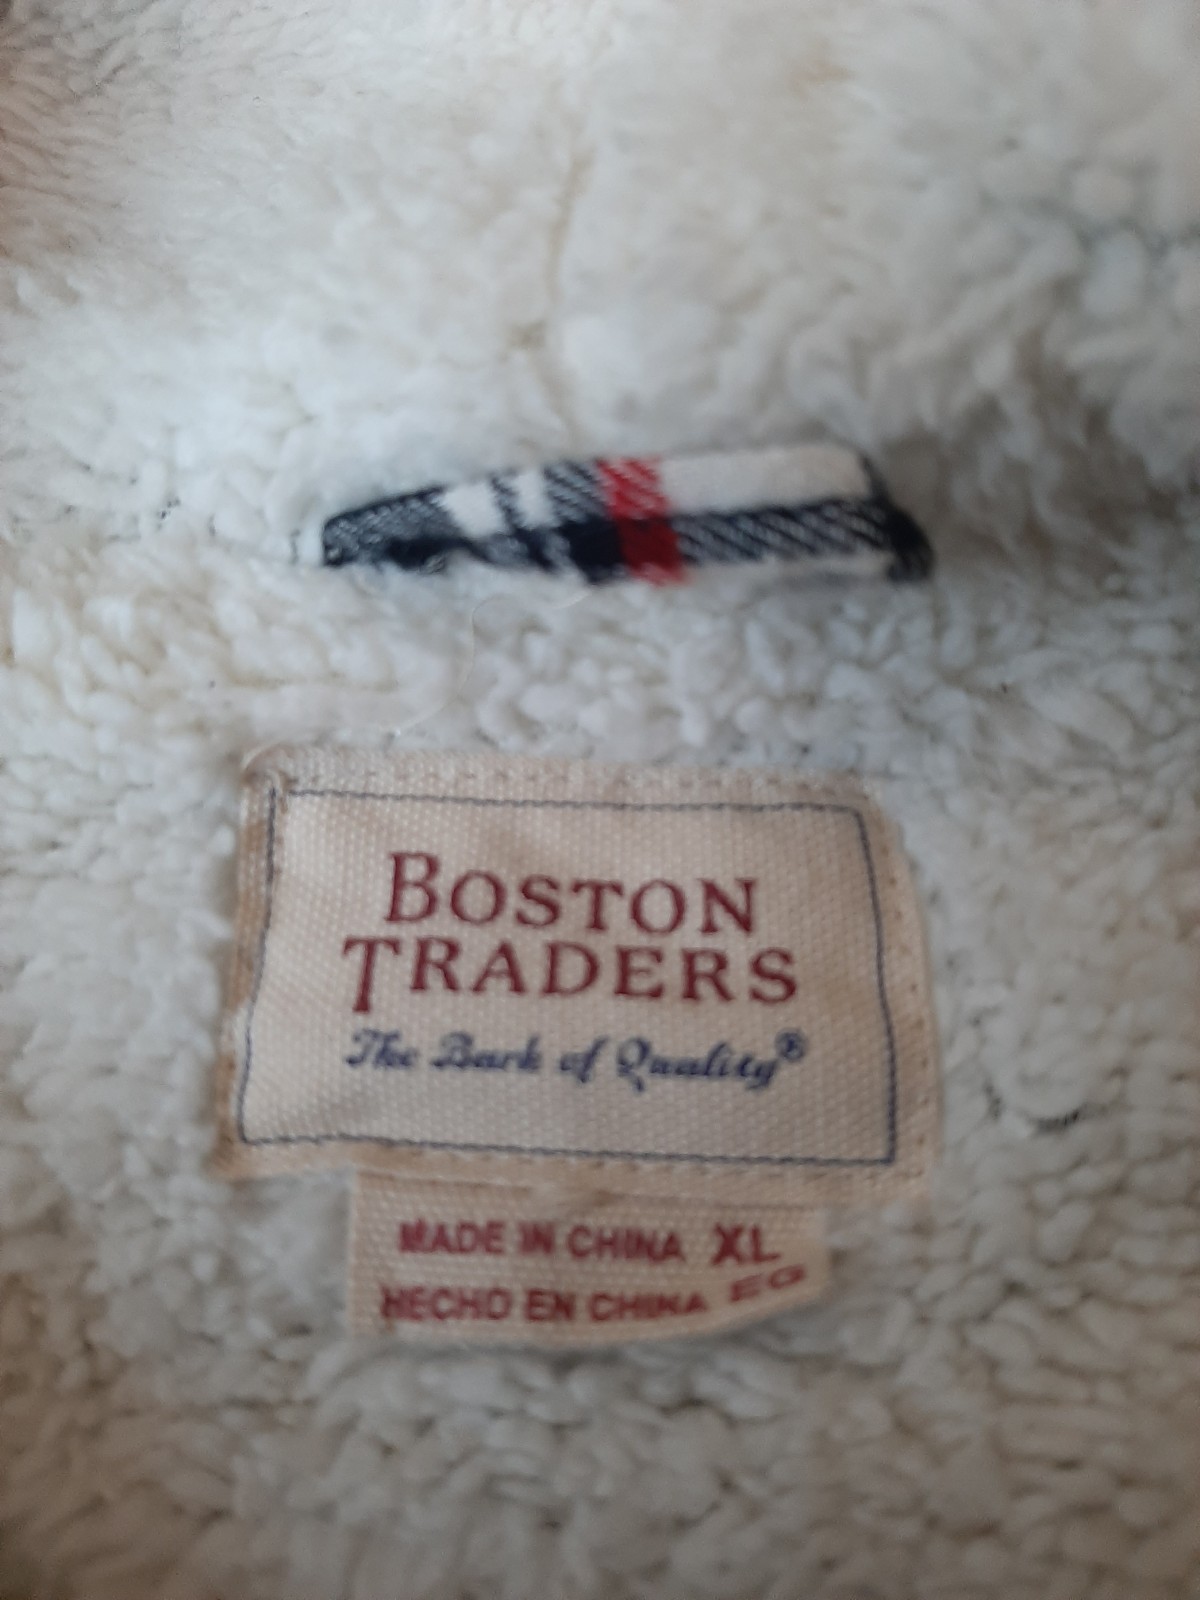 BOSTON
TRADERS
The Bark of Quality®
MADE IN CHINA XL
HECHO EN CHINA EG